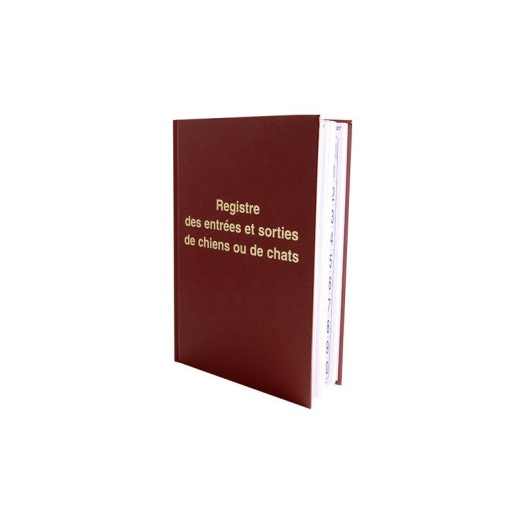 Registre
des entrées et sorties
de chiens ou de chats